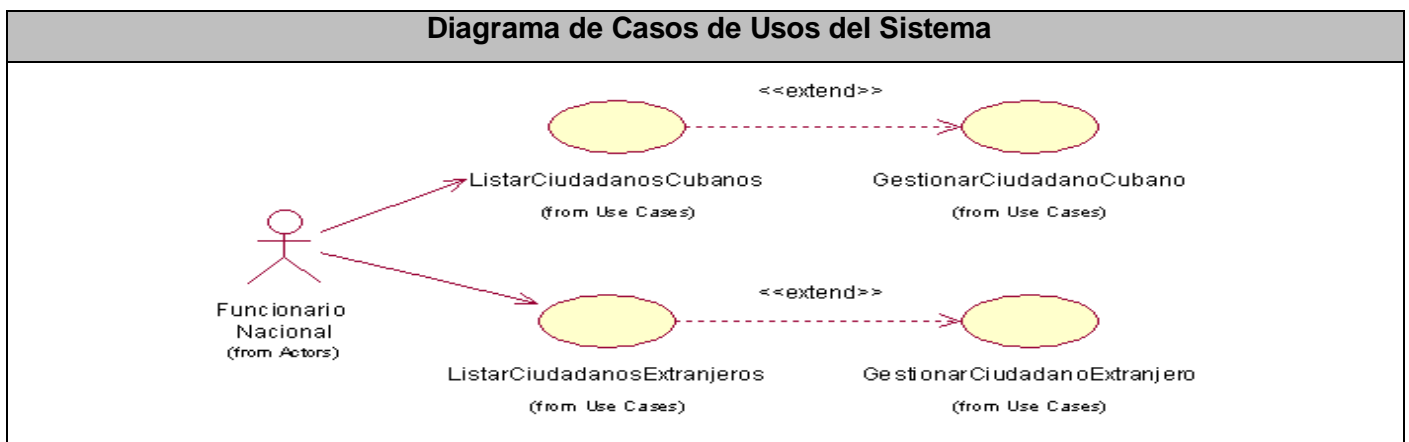 Diagrama de Casos de Usos del Sistema
<<extend>>
ListarCiudadanosCubanos
(from Use Cases)
GestionarCiudadanoCubano
(from Use Cases)
Funcionario
Nacional
(from Actors)
<<extend>>
ListarCiudadanosExtranjeros
(from Use Cases)
GestionarCiudadanoExtranjero
(from Use Cases)